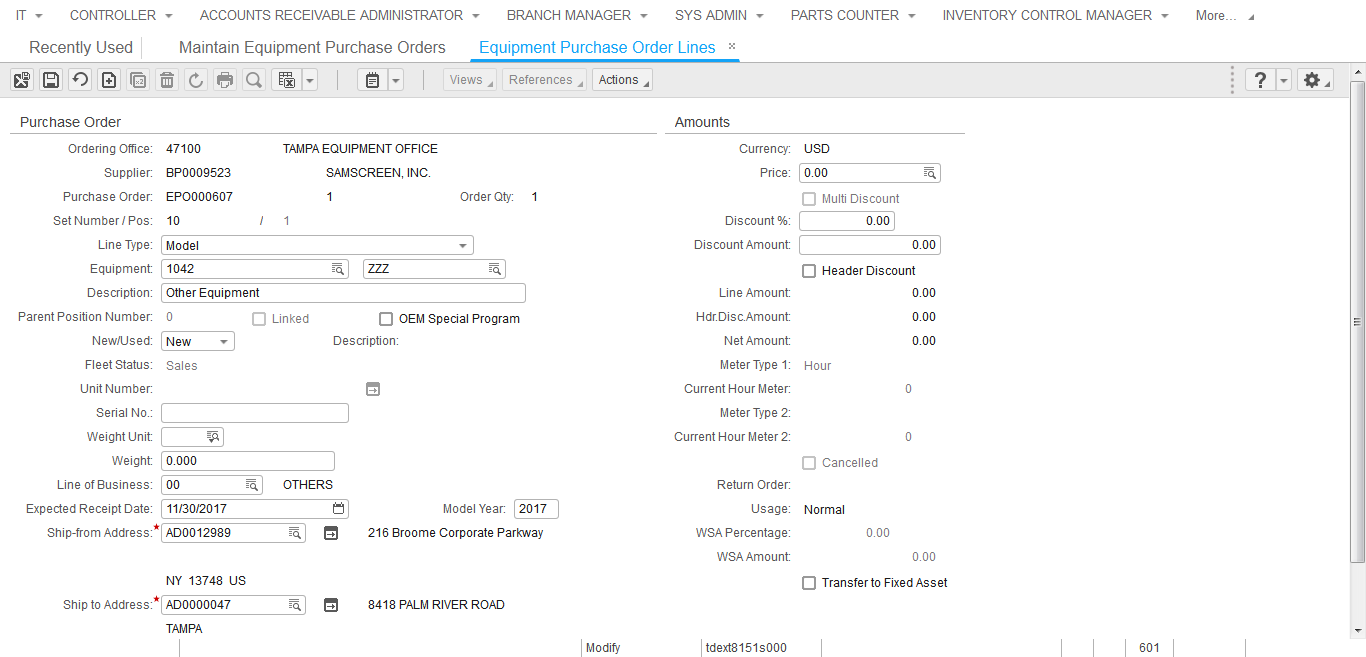 IT CONTROLLER ACCOUNTS RECEIVABLE ADMINISTRATOR BRANCH MANAGER SYS ADMIN PARTS COUNTER INVENTORY CONTROL MANAGER More...
Recently Used Maintain Equipment Purchase Orders Equipment Purchase Order Lines ×
Views References Actions ?
Purchase Order
Ordering Office: 47100 TAMPA EQUIPMENT OFFICE
Supplier: BP0009523 SAMSCREEN, INC.
Purchase Order: EPO000607 1 Order Qty: 1
Set Number / Pos: 10 / 1
Line Type: Model
Equipment: 1042 ZZZ
Description: Other Equipment
Parent Position Number: 0 Linked OEM Special Program
New/Used: New Description:
Fleet Status: Sales
Unit Number:
Serial No.:
Weight Unit:
Weight: 0.000
Line of Business: 00 OTHERS
Expected Receipt Date: 11/30/2017 Model Year: 2017
Ship-from Address:* AD0012989 216 Broome Corporate Parkway
NY 13748 US
Ship to Address:* AD0000047 8418 PALM RIVER ROAD
TAMPA
Amounts
Currency: USD
Price: 0.00
Multi Discount
Discount %: 0.00
Discount Amount: 0.00
Header Discount
Line Amount: 0.00
Hdr.Disc.Amount: 0.00
Net Amount: 0.00
Meter Type 1: Hour
Current Hour Meter: 0
Meter Type 2:
Current Hour Meter 2: 0
Cancelled
Return Order:
Usage: Normal
WSA Percentage: 0.00
WSA Amount: 0.00
Transfer to Fixed Asset
Modify tdext8151s000 601